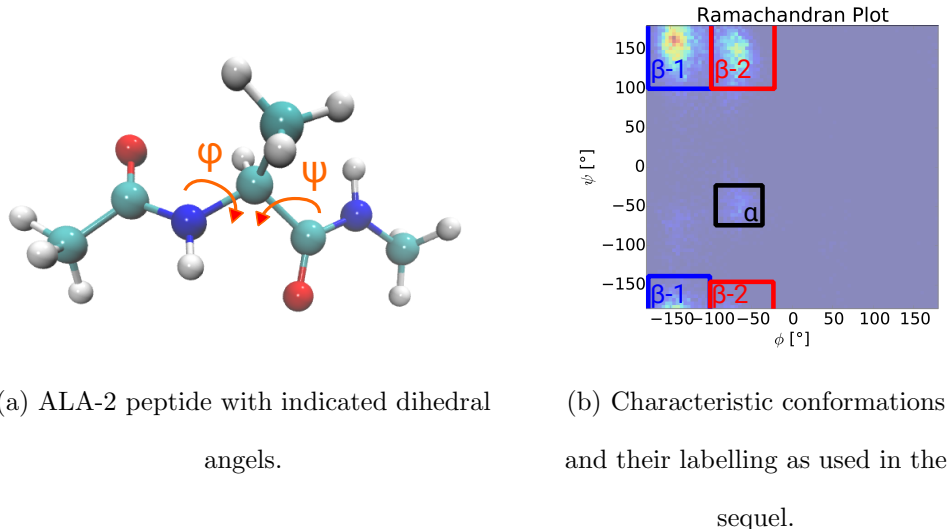 φ
ψ
Ramachandran Plot
150
100
50
0
−50
−100
−150
ψ [°]
β-1
β-2
α
β-1
β-2
−150−100 −50 0 50 100 150
ϕ [°]
a) ALA-2 peptide with indicated dihedral
angels.
(b) Characteristic conformations
and their labelling as used in the
sequel.